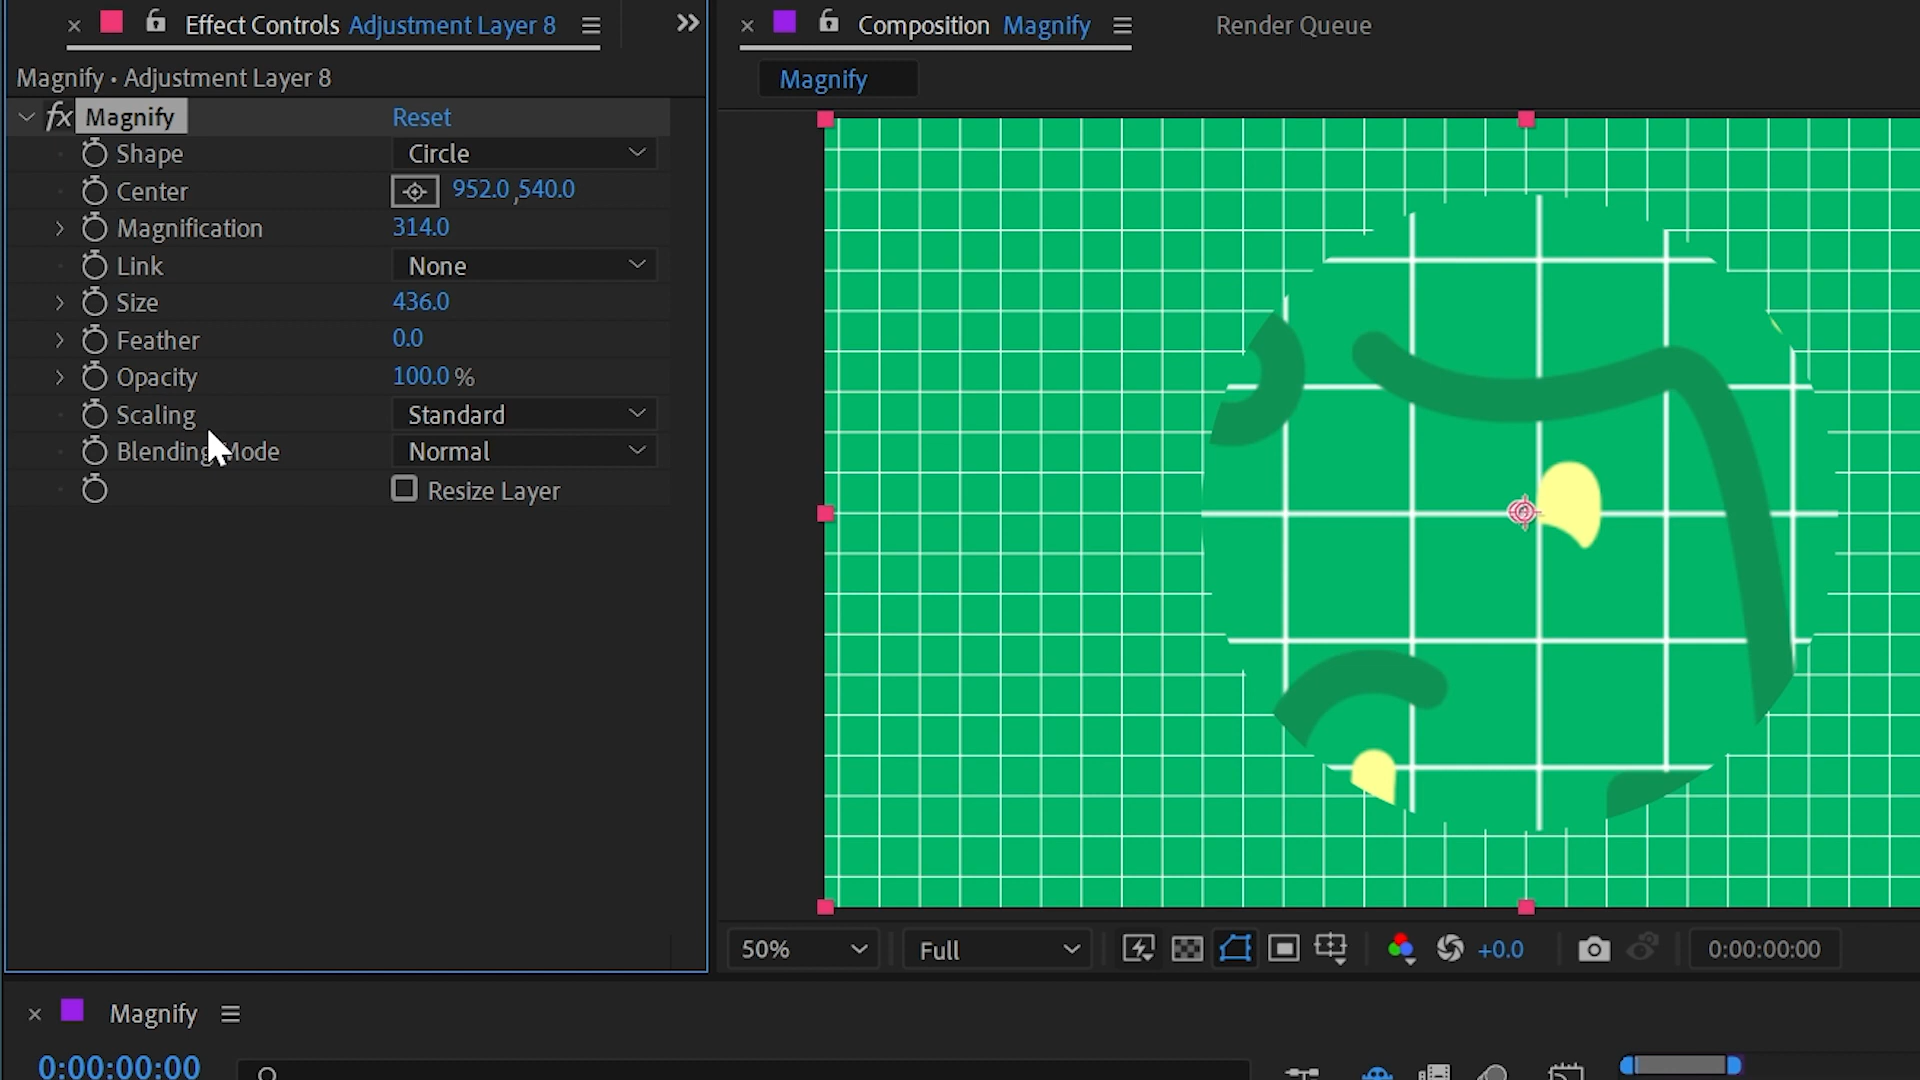 Effect Controls Adjustment Layer 8
Composition Magnify
Render Queue
Magnify • Adjustment Layer 8
Magnify
fx Magnify Reset
Shape Circle
Center 952.0,540.0
Magnification 314.0
Link None
Size 436.0
Feather 0.0
Opacity 100.0 %
Scaling Standard
Blending Mode Normal
Resize Layer
50% Full +0.0 0:00:00:00
Magnify
0:00:00:00